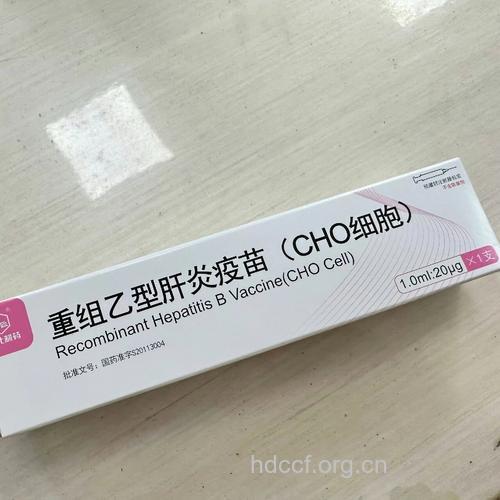 重组乙型肝炎疫苗（CHO细胞）
Recombinant Hepatitis B Vaccine(CHO Cell)
1.0ml:20μg ×1支
批准文号：国药准字S20113004
hdccf.org.cn